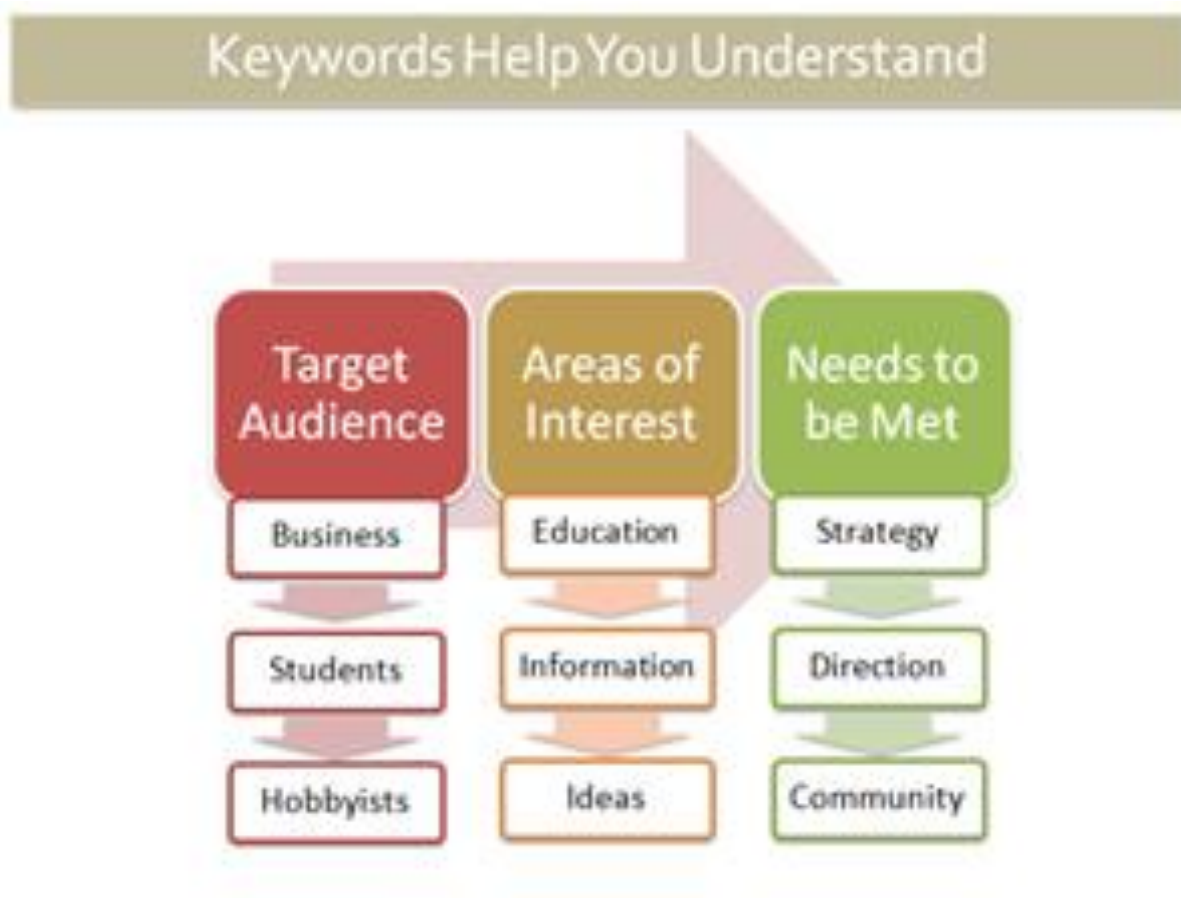 Keywords Help You Understand
Target
Audience
Business
Students
Hobbyists
Areas of
Interest
Education
Information
Ideas
Needs to
be Met
Strategy
Direction
Community